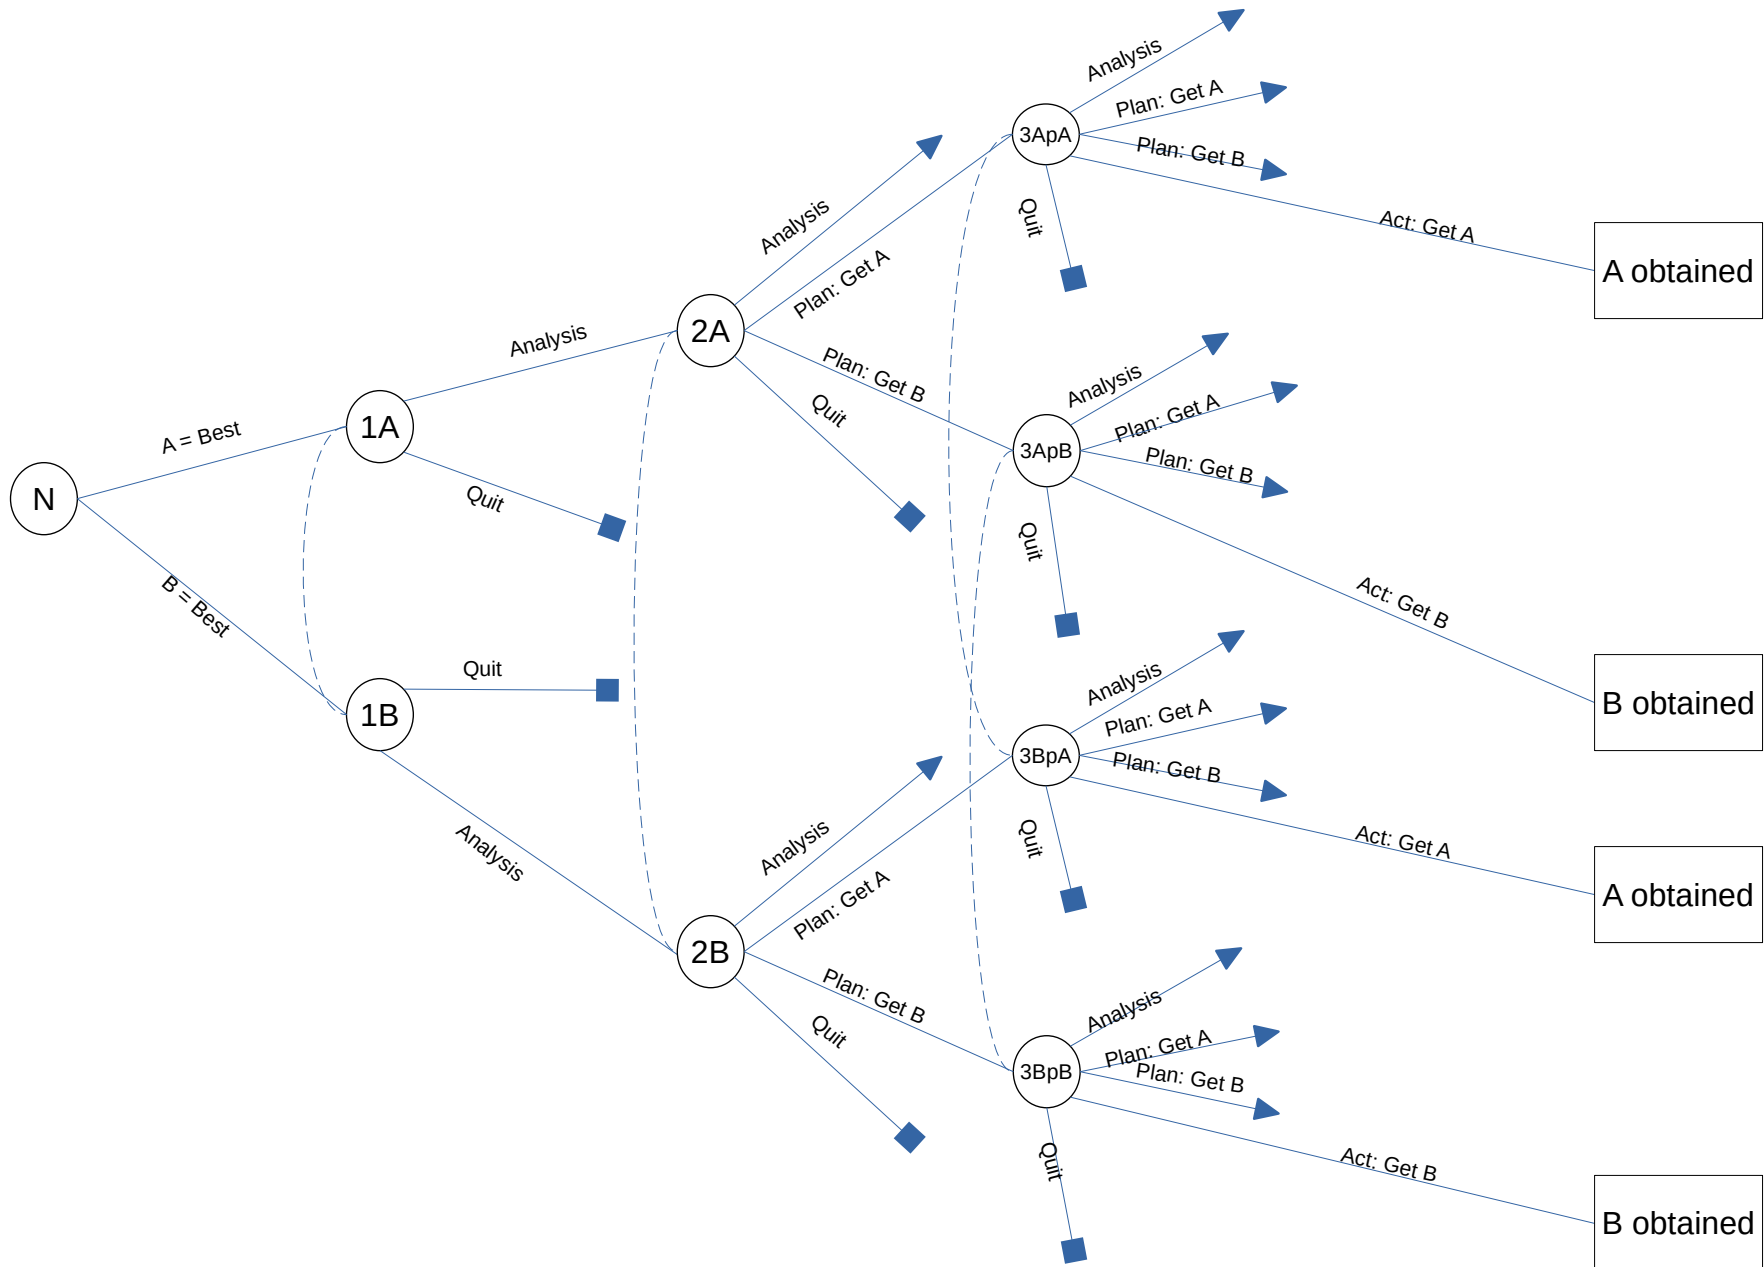 N
A = Best
B = Best
1A
Analysis
Quit
1B
Quit
Analysis
2A
Analysis
Plan: Get A
Plan: Get B
Quit
2B
Analysis
Plan: Get A
Plan: Get B
Quit
3ApA
Analysis
Plan: Get A
Plan: Get B
Act: Get A
Quit
A obtained
3ApB
Analysis
Plan: Get A
Plan: Get B
Act: Get B
Quit
B obtained
3BpA
Analysis
Plan: Get A
Plan: Get B
Act: Get A
Quit
A obtained
3BpB
Analysis
Plan: Get A
Plan: Get B
Act: Get B
Quit
B obtained